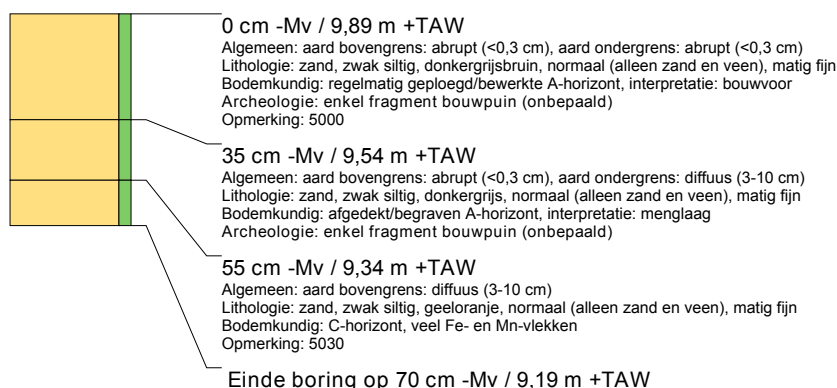 0 cm -Mv / 9,89 m +TAW
Algemeen: aard bovengrens: abrupt (<0,3 cm), aard ondergrens: abrupt (<0,3 cm)
Lithologie: zand, zwak siltig, donkergrijsbruin, normaal (alleen zand en veen), matig fijn
Bodemkundig: regelmatig geploegd/bewerkte A-horizont, interpretatie: bouwvoor
Archeologie: enkel fragment bouwpuin (onbepaald)
Opmerking: 5000
35 cm -Mv / 9,54 m +TAW
Algemeen: aard bovengrens: abrupt (<0,3 cm), aard ondergrens: diffuus (3-10 cm)
Lithologie: zand, zwak siltig, donkergrijs, normaal (alleen zand en veen), matig fijn
Bodemkundig: afgedekt/begraven A-horizont, interpretatie: menglaag
Archeologie: enkel fragment bouwpuin (onbepaald)
55 cm -Mv / 9,34 m +TAW
Algemeen: aard bovengrens: diffuus (3-10 cm)
Lithologie: zand, zwak siltig, geeloranje, normaal (alleen zand en veen), matig fijn
Bodemkundig: C-horizont, veel Fe- en Mn-vlekken
Opmerking: 5030
Einde boring op 70 cm -Mv / 9,19 m +TAW